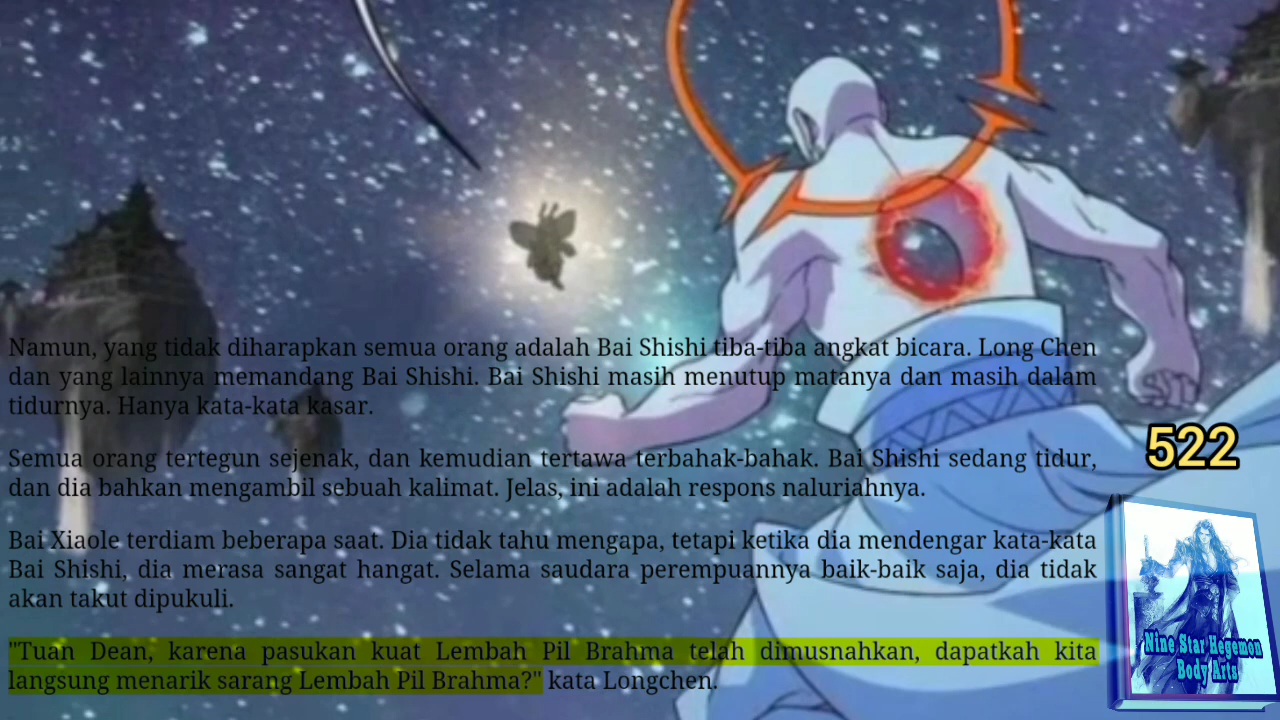 Namun, yang tidak diharapkan semua orang adalah Bai Shishi tiba-tiba angkat bicara. Long Chen
dan yang lainnya memandang Bai Shishi. Bai Shishi masih menutup matanya dan masih dalam
tidurnya. Hanya kata-kata kasar.
Semua orang tertegun sejenak, dan kemudian tertawa terbahak-bahak. Bai Shishi sedang tidur,
dan dia bahkan mengambil sebuah kalimat. Jelas, ini adalah respons naluriahnya.
Bai Xiaole terdiam beberapa saat. Dia tidak tahu mengapa, tetapi ketika dia mendengar kata-kata
Bai Shishi, dia merasa sangat hangat. Selama saudara perempuannya baik-baik saja, dia tidak
akan takut dipukuli.
"Tuan Dean, karena pasukan kuat Lembah Pil Brahma telah dimusnahkan, dapatkah kita
langsung menarik sarang Lembah Pil Brahma?" kata Longchen.
522
Nine Star Hegemon
Body Arts